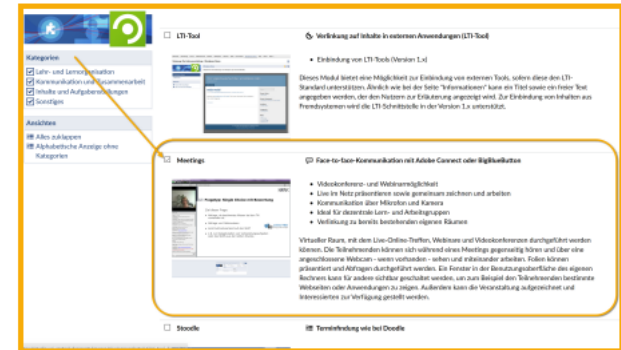 Kategorien
Lehr- und Lernorganisation
Kommunikation und Zusammenarbeit
Inhalte und Aufgabenstellungen
Sonstiges
Ansichten
Alles zuklappen
Alphabetische Anzeige ohne
Kategorien
LTI-Tool
Verlinkung auf Inhalte in externen Anwendungen (LTI-Tool)
Einbindung von LTI-Tools (Version 1.x)
Dieses Modul bietet eine Möglichkeit zur Einbindung von externen Tools, sofern diese den LTI-
Standard unterstützen. Ähnlich wie bei der Seite "Informationen" kann ein Titel sowie ein freier Text
angegeben werden, der den Nutzern zur Erläuterung angezeigt wird. Zur Einbindung von Inhalten aus
Fremdsystemen wird die LTI-Schnittstelle in der Version 1.x unterstützt.
Meetings
Face-to-face-Kommunikation mit Adobe Connect oder BigBlueButton
Videokonferenz- und Webinarmöglichkeit
Live im Netz präsentieren sowie gemeinsam zeichnen und arbeiten
Kommunikation über Mikrofon und Kamera
Ideal für dezentrale Lern- und Arbeitsgruppen
Verlinkung zu bereits bestehenden eigenen Räumen
Virtueller Raum, mit dem Live-Online-Treffen, Webinare und Videokonferenzen durchgeführt werden
können. Die Teilnehmenden können sich während eines Meetings gegenseitig hören und über eine
angeschlossene Webcam - wenn vorhanden - sehen und miteinander arbeiten. Folien können
präsentiert und Abfragen durchgeführt werden. Ein Fenster in der Benutzungsoberfläche des eigenen
Rechners kann für andere sichtbar geschaltet werden, um zum Beispiel den Teilnehmenden bestimmte
Webseiten oder Anwendungen zu zeigen. Außerdem kann die Veranstaltung aufgezeichnet und
Interessierten zur Verfügung gestellt werden.
Stoodle
Terminfindung wie bei Doodle